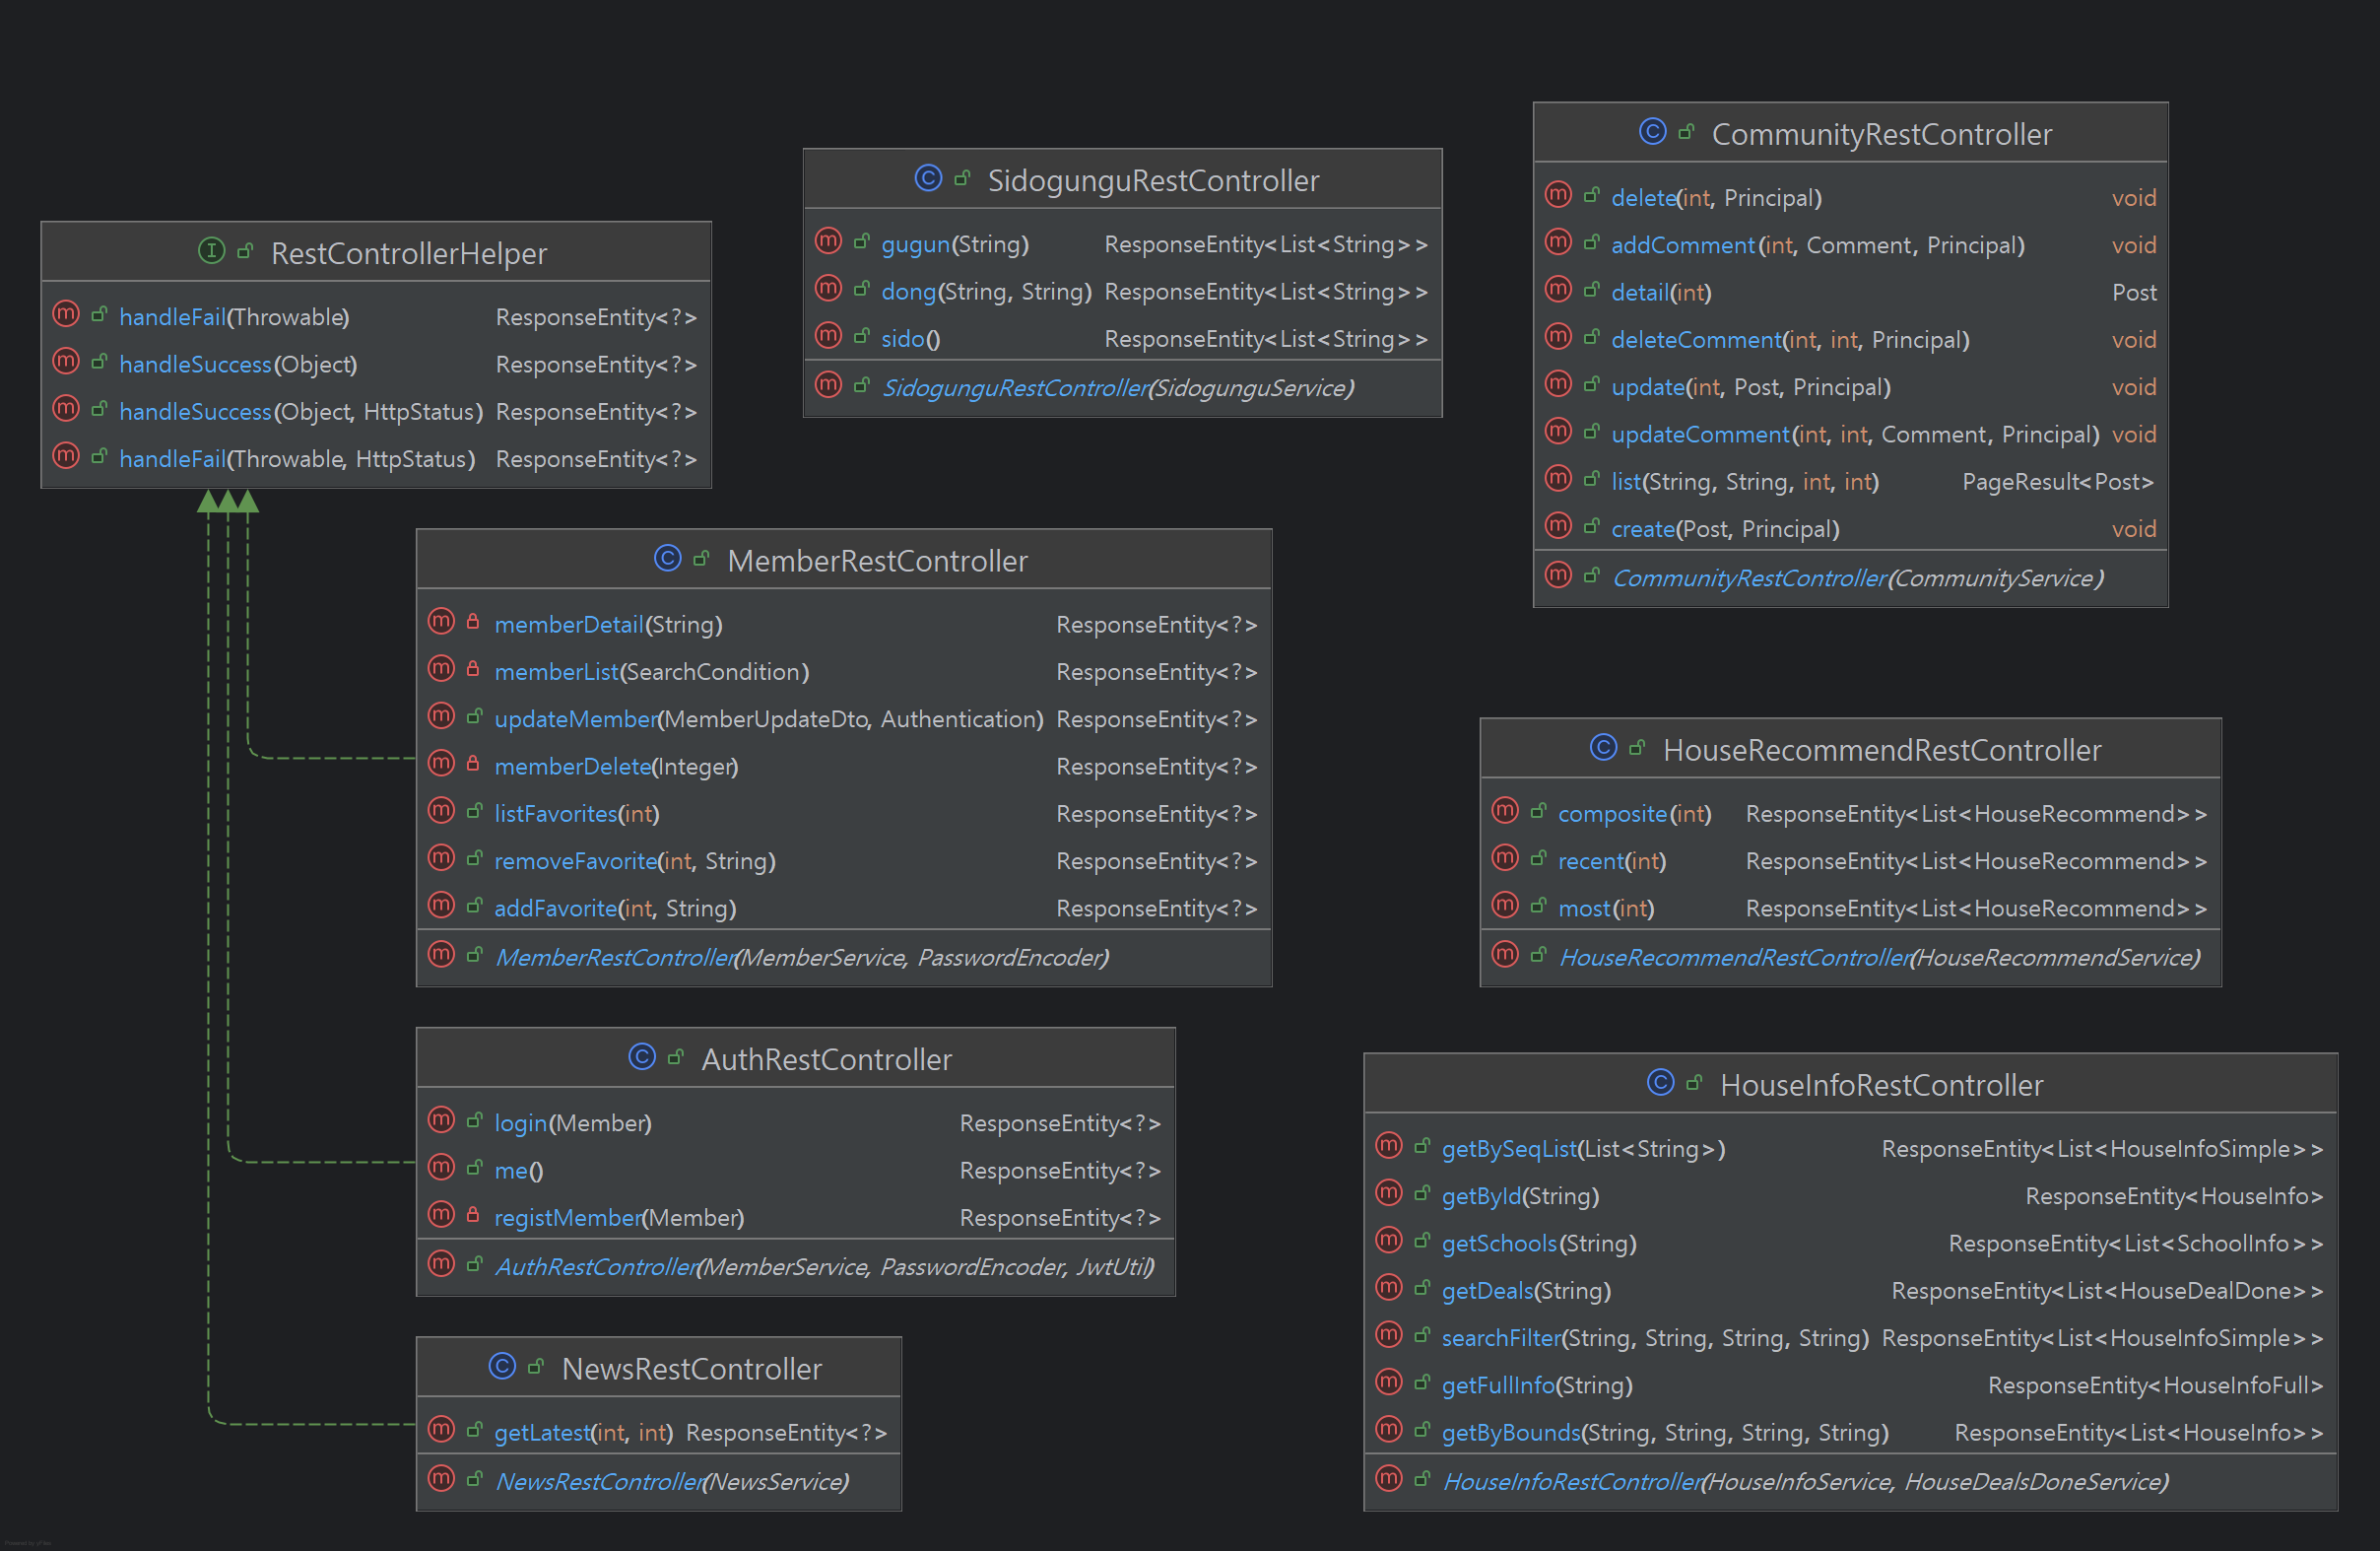 RestControllerHelper
handleFail(Throwable) ResponseEntity<?>
handleSuccess(Object) ResponseEntity<?>
handleSuccess(Object, HttpStatus) ResponseEntity<?>
handleFail(Throwable, HttpStatus) ResponseEntity<?>
SidogunguRestController
gugun(String) ResponseEntity<List<String>>
dong(String, String) ResponseEntity<List<String>>
sido() ResponseEntity<List<String>>
SidogunguRestController(SidogunguService)
CommunityRestController
delete(int, Principal) void
addComment(int, Comment, Principal) void
detail(int) Post
deleteComment(int, int, Principal) void
update(int, Post, Principal) void
updateComment(int, int, Comment, Principal) void
list(String, String, int, int) PageResult<Post>
create(Post, Principal) void
CommunityRestController(CommunityService)
MemberRestController
memberDetail(String) ResponseEntity<?>
memberList(SearchCondition) ResponseEntity<?>
updateMember(MemberUpdateDto, Authentication) ResponseEntity<?>
memberDelete(Integer) ResponseEntity<?>
listFavorites(int) ResponseEntity<?>
removeFavorite(int, String) ResponseEntity<?>
addFavorite(int, String) ResponseEntity<?>
MemberRestController(MemberService, PasswordEncoder)
HouseRecommendRestController
composite(int) ResponseEntity<List<HouseRecommend>>
recent(int) ResponseEntity<List<HouseRecommend>>
most(int) ResponseEntity<List<HouseRecommend>>
HouseRecommendRestController(HouseRecommendService)
AuthRestController
login(Member) ResponseEntity<?>
me() ResponseEntity<?>
registMember(Member) ResponseEntity<?>
AuthRestController(MemberService, PasswordEncoder, JwtUtil)
HouseInfoRestController
getBySeqList(List<String>) ResponseEntity<List<HouseInfoSimple>>
getById(String) ResponseEntity<HouseInfo>
getSchools(String) ResponseEntity<List<SchoolInfo>>
getDeals(String) ResponseEntity<List<HouseDealDone>>
searchFilter(String, String, String, String) ResponseEntity<List<HouseInfoSimple>>
getFullInfo(String) ResponseEntity<HouseInfoFull>
getByBounds(String, String, String, String) ResponseEntity<List<HouseInfo>>
HouseInfoRestController(HouseInfoService, HouseDealsDoneService)
NewsRestController
getLatest(int, int) ResponseEntity<?>
NewsRestController(NewsService)